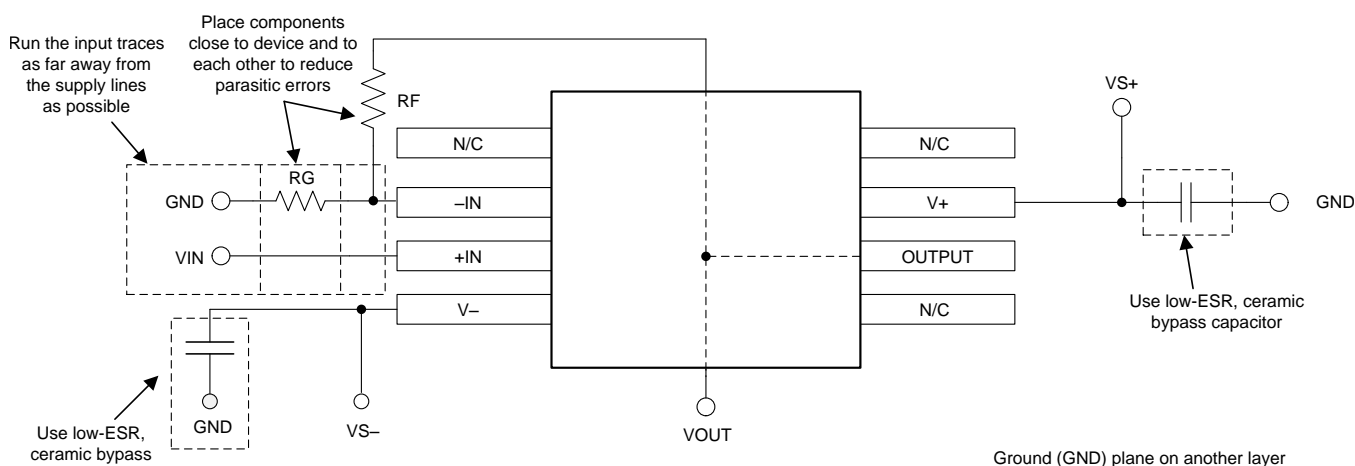 Place components
close to device and to
each other to reduce
parasitic errors
Run the input traces
as far away from
the supply lines
as possible
RF
VS+
N/C
N/C
RG
GND
–IN
V+
GND
VIN
+IN
OUTPUT
V–
N/C
Use low-ESR, ceramic
bypass capacitor
GND
VS–
VOUT
Use low-ESR,
ceramic bypass
Ground (GND) plane on another layer